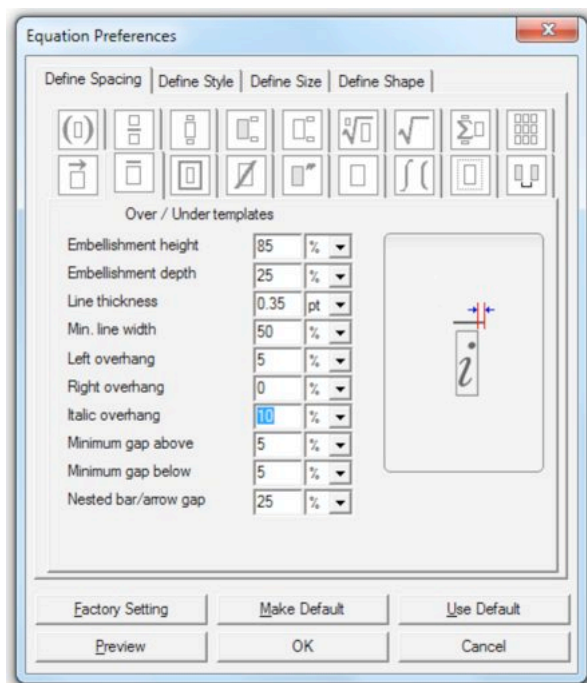 Equation Preferences
Define Spacing Define Style Define Size Define Shape
Over / Under templates
Embellishment height 85 %
Embellishment depth 25 %
Line thickness 0.35 pt
Min. line width 50 %
Left overhang 5 %
Right overhang 0 %
Italic overhang 10 %
Minimum gap above 5 %
Minimum gap below 5 %
Nested bar/arrow gap 25 %
i
Factory Setting Make Default Use Default
Preview OK Cancel